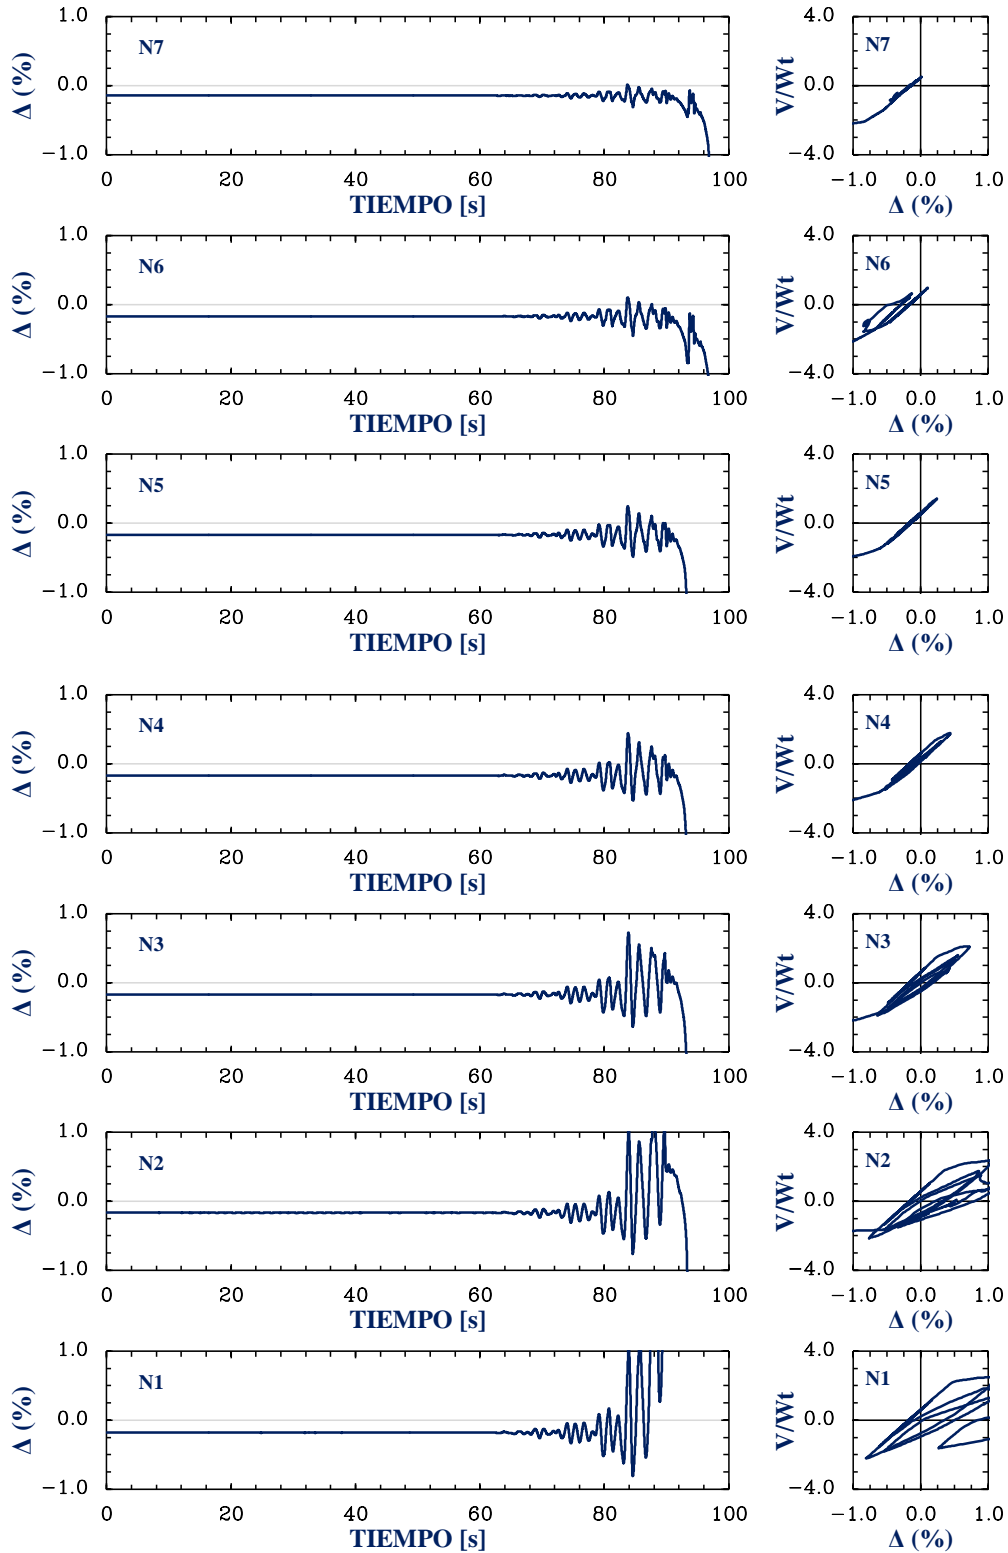 1.0 0.0 −1.0 Δ (%) N7 0 20 40 60 80 100 TIEMPO [s]
4.0 0.0 −4.0 V/Wt N7 −1.0 0.0 1.0 Δ (%)
1.0 0.0 −1.0 Δ (%) N6 0 20 40 60 80 100 TIEMPO [s]
4.0 0.0 −4.0 V/Wt N6 −1.0 0.0 1.0 Δ (%)
1.0 0.0 −1.0 Δ (%) N5 0 20 40 60 80 100 TIEMPO [s]
4.0 0.0 −4.0 V/Wt N5 −1.0 0.0 1.0 Δ (%)
1.0 0.0 −1.0 Δ (%) N4 0 20 40 60 80 100 TIEMPO [s]
4.0 0.0 −4.0 V/Wt N4 −1.0 0.0 1.0 Δ (%)
1.0 0.0 −1.0 Δ (%) N3 0 20 40 60 80 100 TIEMPO [s]
4.0 0.0 −4.0 V/Wt N3 −1.0 0.0 1.0 Δ (%)
1.0 0.0 −1.0 Δ (%) N2 0 20 40 60 80 100 TIEMPO [s]
4.0 0.0 −4.0 V/Wt N2 −1.0 0.0 1.0 Δ (%)
1.0 0.0 −1.0 Δ (%) N1 0 20 40 60 80 100 TIEMPO [s]
4.0 0.0 −4.0 V/Wt N1 −1.0 0.0 1.0 Δ (%)